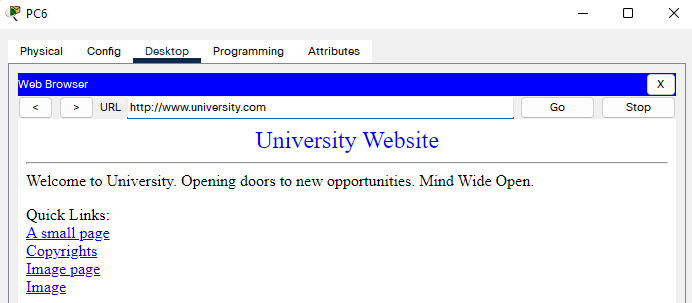 PC6
Physical Config Desktop Programming Attributes
Web Browser X
< > URL http://www.university.com Go Stop
University Website
Welcome to University. Opening doors to new opportunities. Mind Wide Open.
Quick Links:
A small page
Copyrights
Image page
Image